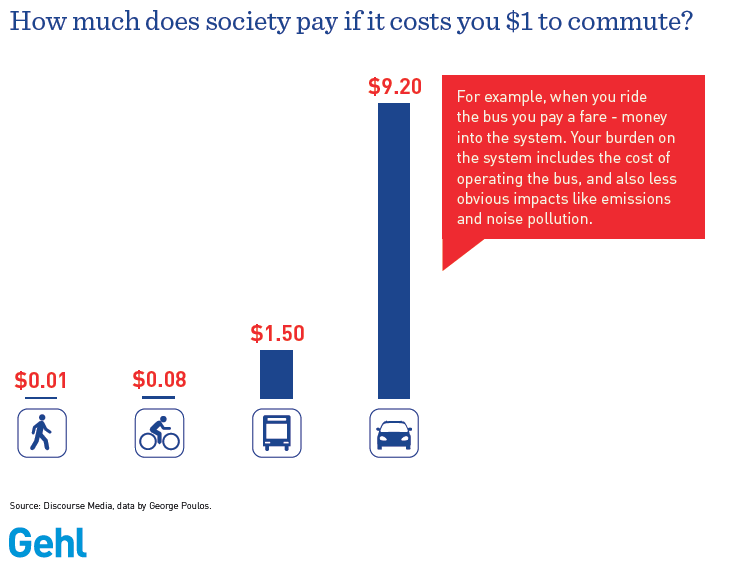 How much does society pay if it costs you $1 to commute?
$9.20
For example, when you ride
the bus you pay a fare - money
into the system. Your burden on
the system includes the cost of
operating the bus, and also less
obvious impacts like emissions
and noise pollution.
$1.50
$0.01
$0.08
Source: Discourse Media, data by George Poulos.
Gehl